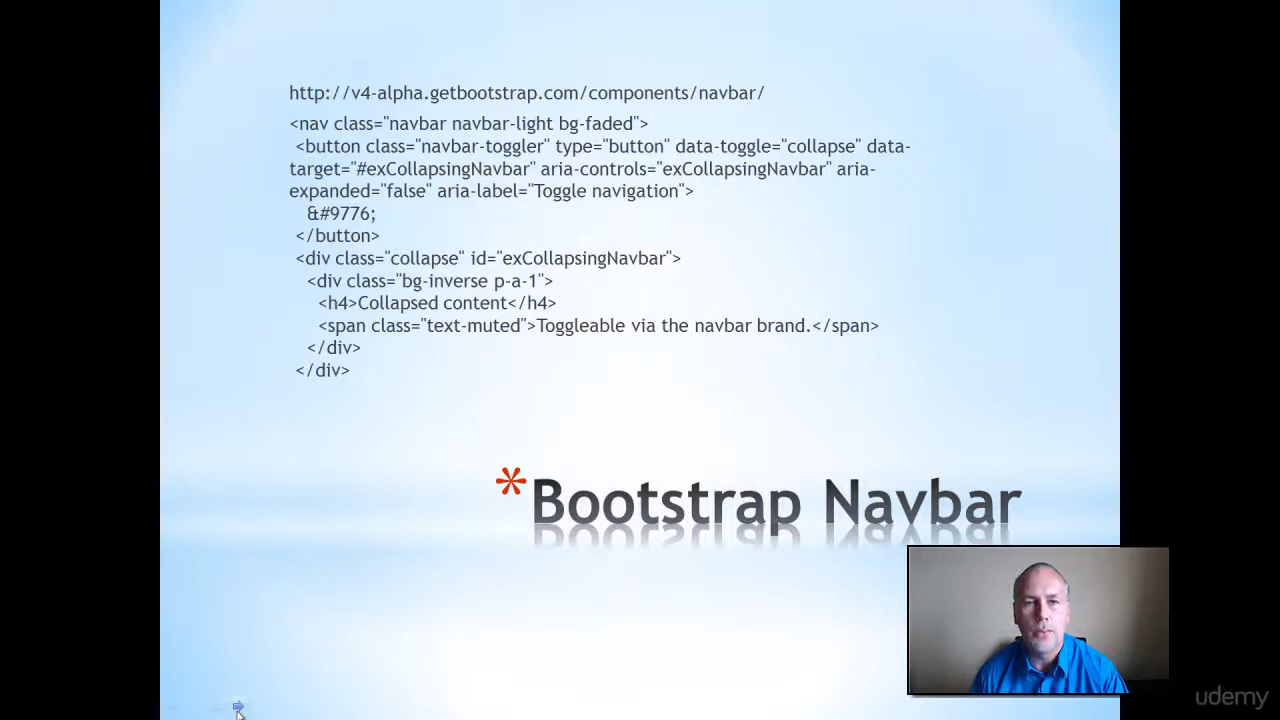 http://v4-alpha.getbootstrap.com/components/navbar/
<nav class="navbar navbar-light bg-faded">
<button class="navbar-toggler" type="button" data-toggle="collapse" data-
target="#exCollapsingNavbar" aria-controls="exCollapsingNavbar" aria-
expanded="false" aria-label="Toggle navigation">
&#9776;
</button>
<div class="collapse" id="exCollapsingNavbar">
<div class="bg-inverse p-a-1">
<h4>Collapsed content</h4>
<span class="text-muted">Toggleable via the navbar brand.</span>
</div>
</div>
*Bootstrap Navbar
udemy